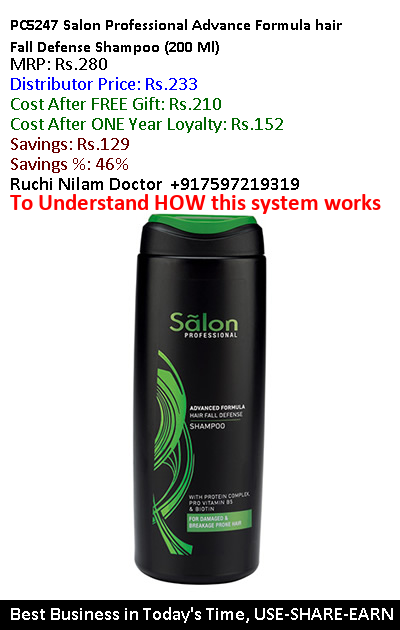 PC5247 Salon Professional Advance Formula hair
Fall Defense Shampoo (200 Ml)
MRP: Rs.280
Distributor Price: Rs.233
Cost After FREE Gift: Rs.210
Cost After ONE Year Loyalty: Rs.152
Savings: Rs.129
Savings %: 46%
Ruchi Nilam Doctor +917597219319
To Understand HOW this system works
Sãlon
PROFESSIONAL
ADVANCED FORMULA
HAIR FALL DEFENSE
SHAMPOO
WITH PROTEIN COMPLEX,
PRO VITAMIN B5
& BIOTIN
FOR DAMAGED &
BREAKAGE PRONE HAIR
Best Business in Today's Time, USE-SHARE-EARN